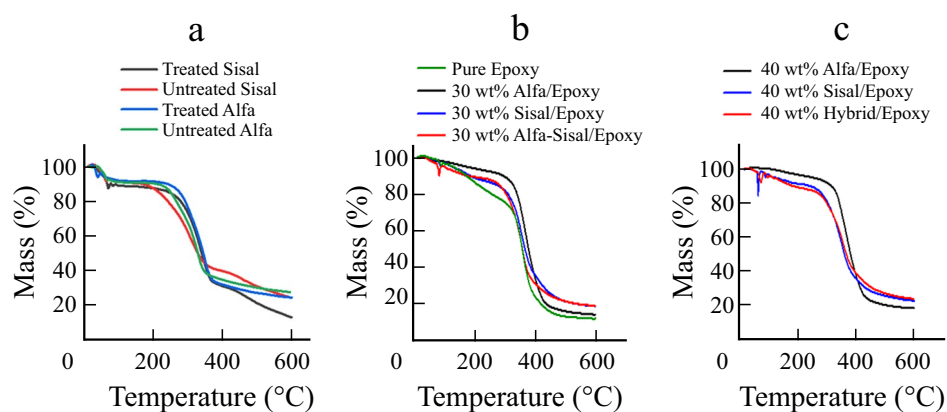 a
Treated Sisal
Untreated Sisal
Treated Alfa
Untreated Alfa
100
80
60
40
20
0
200
400
600
Mass (%)
Temperature (°C)
b
Pure Epoxy
30 wt% Alfa/Epoxy
30 wt% Sisal/Epoxy
30 wt% Alfa-Sisal/Epoxy
100
80
60
40
20
0
200
400
600
Mass (%)
Temperature (°C)
c
40 wt% Alfa/Epoxy
40 wt% Sisal/Epoxy
40 wt% Hybrid/Epoxy
100
80
60
40
20
0
200
400
600
Mass (%)
Temperature (°C)